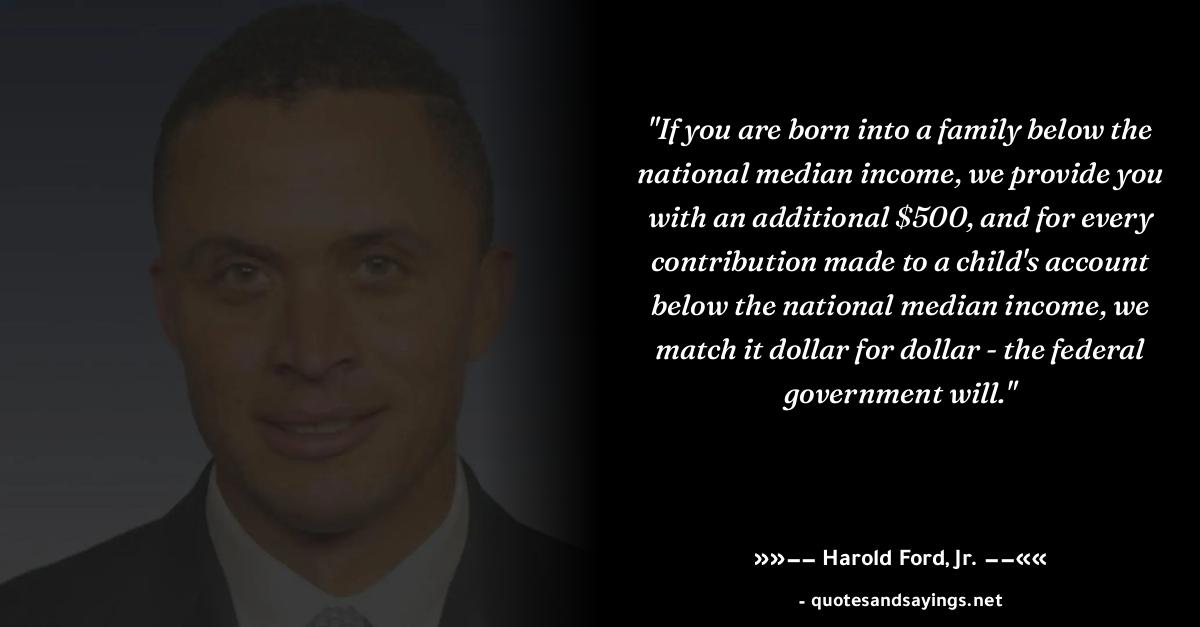 "If you are born into a family below the
national median income, we provide you
with an additional $500, and for every
contribution made to a child's account
below the national median income, we
match it dollar for dollar - the federal
government will."
»»–– Harold Ford, Jr. ––««
- quotesandsayings.net